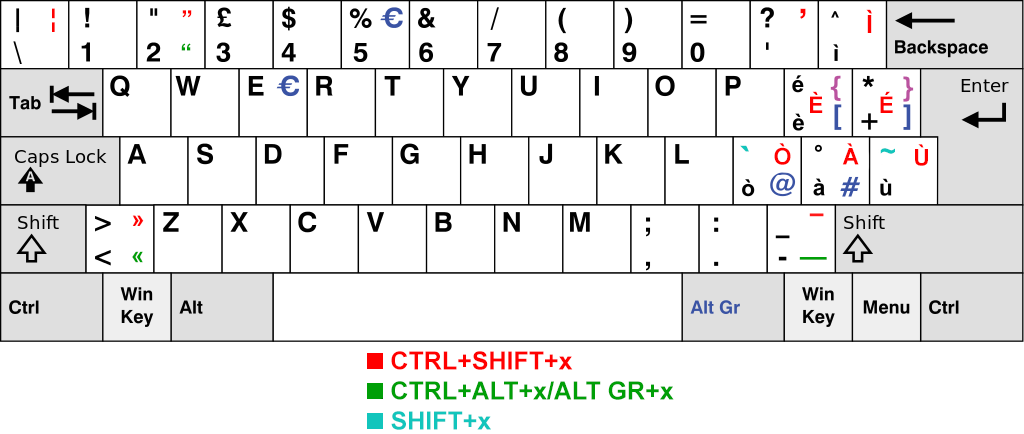 | ¦ ! " ” £ $ % € & / ( ) = ? ’ ^ Ì
\ 1 2 “ 3 4 5 6 7 8 9 0 ' ì Backspace
Tab Q W E € R T Y U I O P é È { * É } Enter
è [ + ]
Caps Lock A S D F G H J K L ` Ò ° À ~ Ù
A ò @ à # ù
Shift > » Z X C V B N M ; : _ – Shift
< « , . - —
Ctrl Win Key Alt Alt Gr Win Key Menu Ctrl
CTRL+SHIFT+x
CTRL+ALT+x/ALT GR+x
SHIFT+x